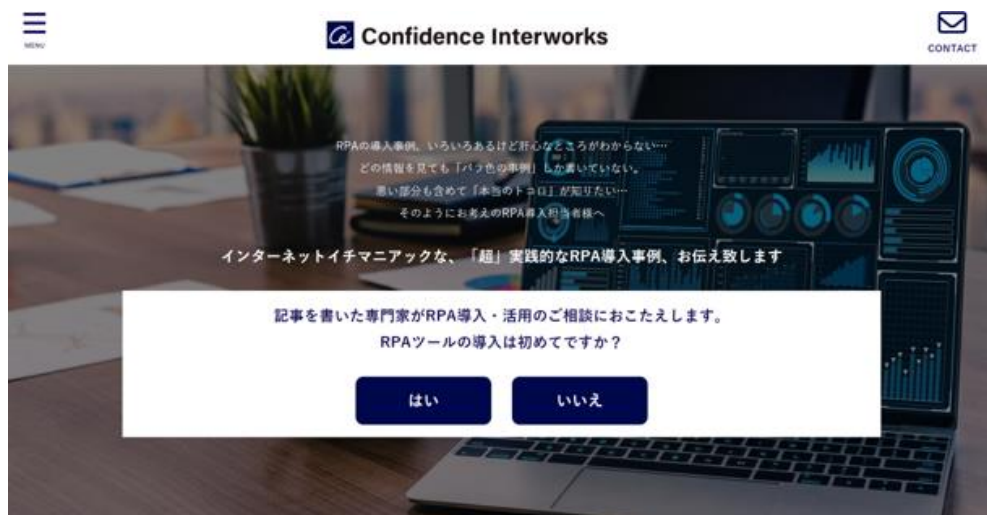 MENU
Confidence Interworks
CONTACT
RPAの導入事例、いろいろあるけど肝心なところがわからない…
どの情報を見ても「バラ色の事例」しか書いていない。
悪い部分も含めて「本当のトコロ」が知りたい…
そのようにお考えのRPA導入担当者様へ
インターネットイチマニアックな、「超」実践的なRPA導入事例、お伝え致します
記事を書いた専門家がRPA導入・活用のご相談におこたえします。
RPAツールの導入は初めてですか？
はい
いいえ